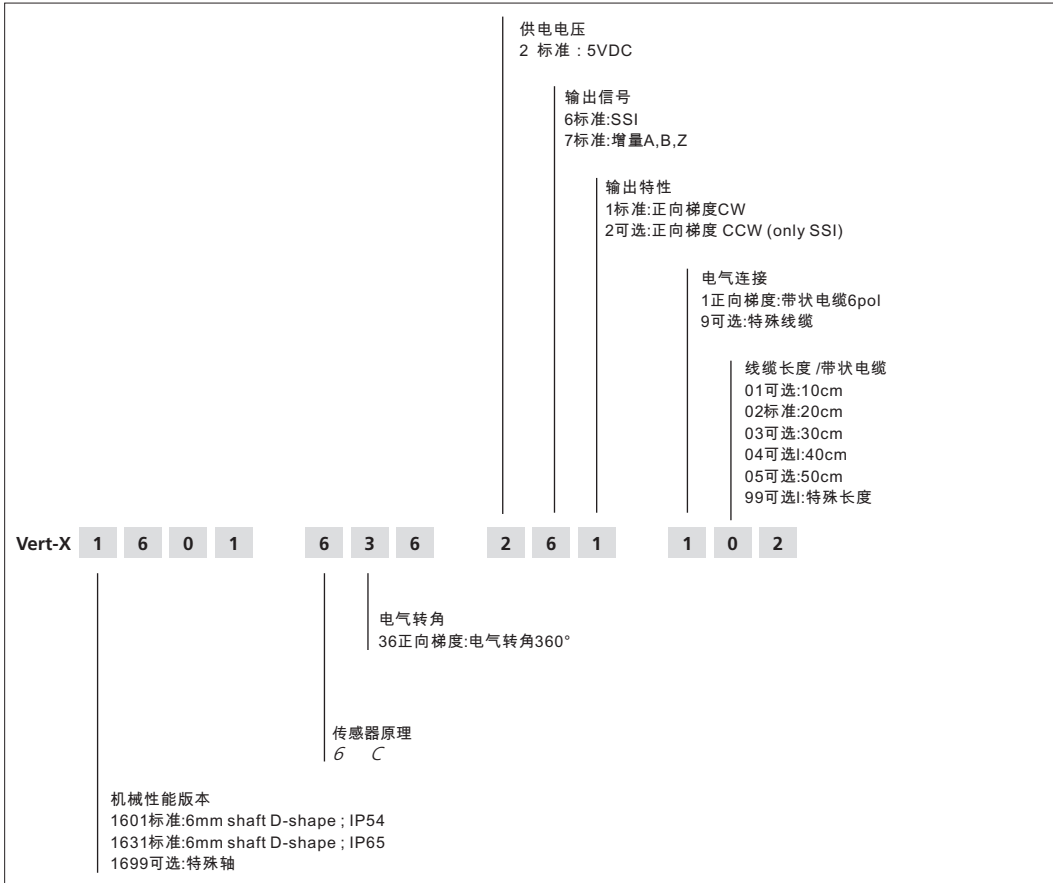 供电电压
2 标准：5VDC
输出信号
6标准:SSI
7标准:增量A,B,Z
输出特性
1标准:正向梯度CW
2可选:正向梯度 CCW (only SSI)
电气连接
1正向梯度:带状电缆6pol
9可选:特殊线缆
线缆长度 /带状电缆
01可选:10cm
02标准:20cm
03可选:30cm
04可选l:40cm
05可选:50cm
99可选l:特殊长度
Vert-X 1 6 0 1 6 3 6 2 6 1 1 0 2
电气转角
36正向梯度:电气转角360°
传感器原理
6 C
机械性能版本
1601标准:6mm shaft D-shape ; IP54
1631标准:6mm shaft D-shape ; IP65
1699可选:特殊轴